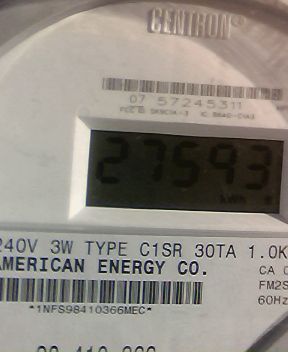 CENTRON®
07 57245311
27593
kWh
240V 3W TYPE C1SR 30TA 1.0K
AMERICAN ENERGY CO.
CA
FM2S
60Hz
*1NFS98410366MEC*